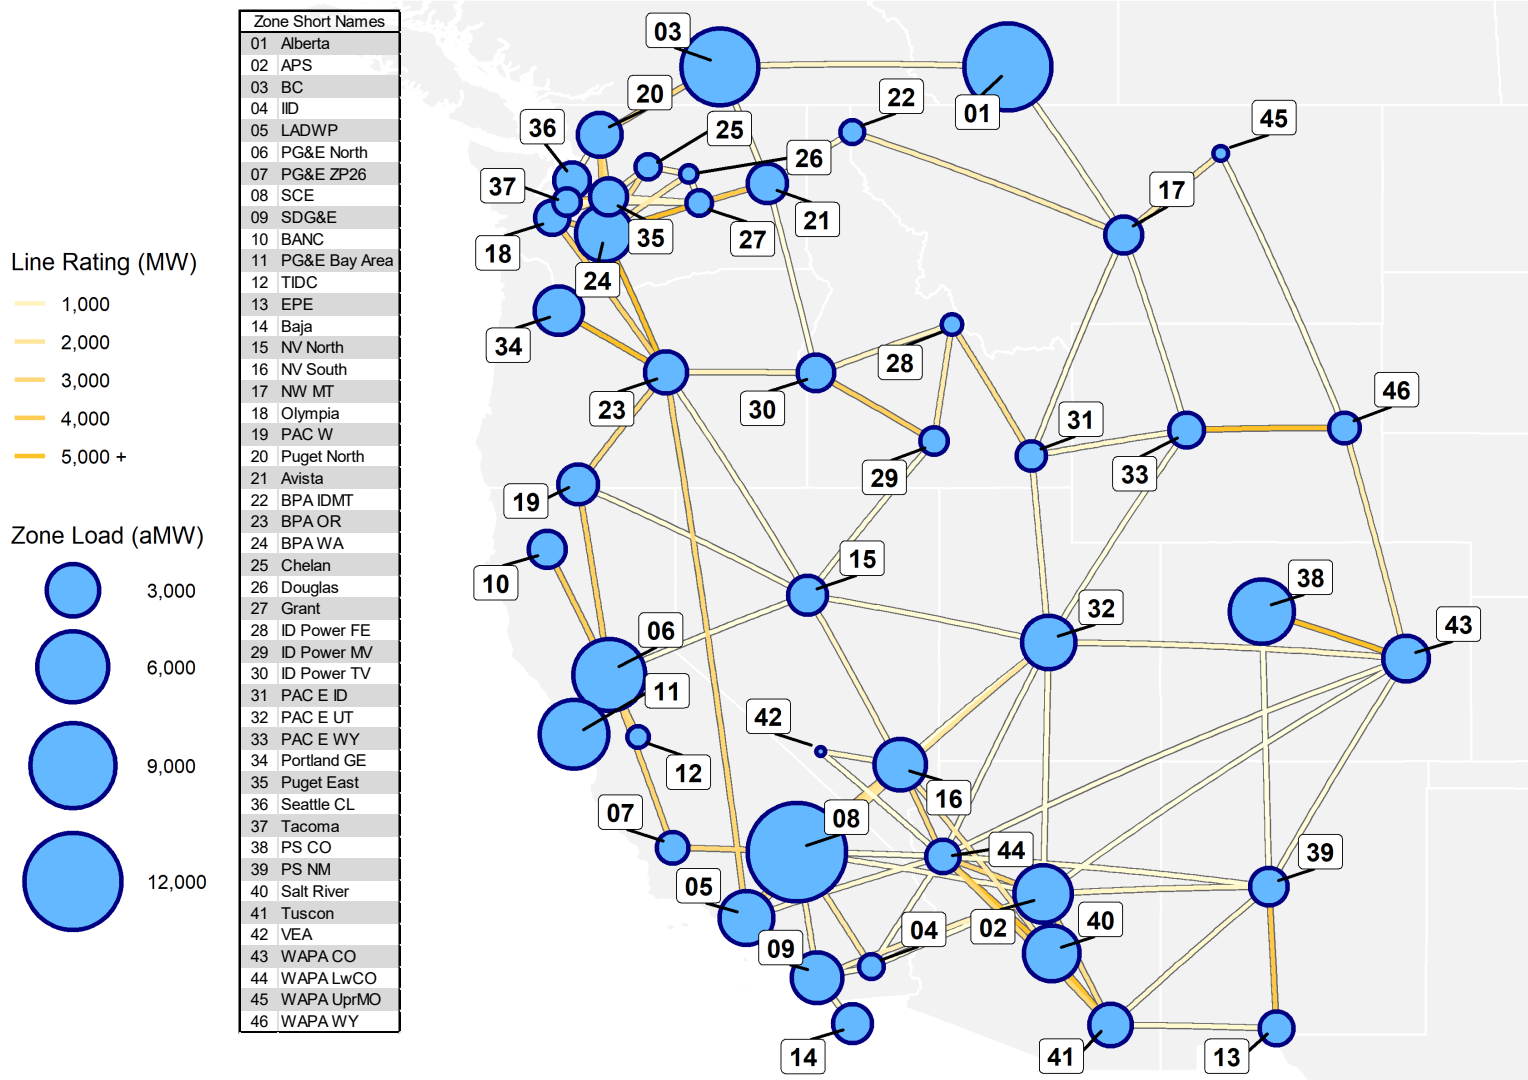 Zone Short Names
01 Alberta
02 APS
03 BC
04 IID
05 LADWP
06 PG&E North
07 PG&E ZP26
08 SCE
09 SDG&E
10 BANC
11 PG&E Bay Area
12 TIDC
13 EPE
14 Baja
15 NV North
16 NV South
17 NW MT
18 Olympia
19 PAC W
20 Puget North
21 Avista
22 BPA IDMT
23 BPA OR
24 BPA WA
25 Chelan
26 Douglas
27 Grant
28 ID Power FE
29 ID Power MV
30 ID Power TV
31 PAC E ID
32 PAC E UT
33 PAC E WY
34 Portland GE
35 Puget East
36 Seattle CL
37 Tacoma
38 PS CO
39 PS NM
40 Salt River
41 Tuscon
42 VEA
43 WAPA CO
44 WAPA LwCO
45 WAPA UprMO
46 WAPA WY
Line Rating (MW)
1,000
2,000
3,000
4,000
5,000 +
Zone Load (aMW)
3,000
6,000
9,000
12,000
03
20
22
01
45
36
25
26
37
17
18
35
27
21
24
34
28
23
30
46
31
33
29
19
10
15
38
32
43
06
11
42
12
16
07
08
44
39
05
02
40
09
04
14
41
13